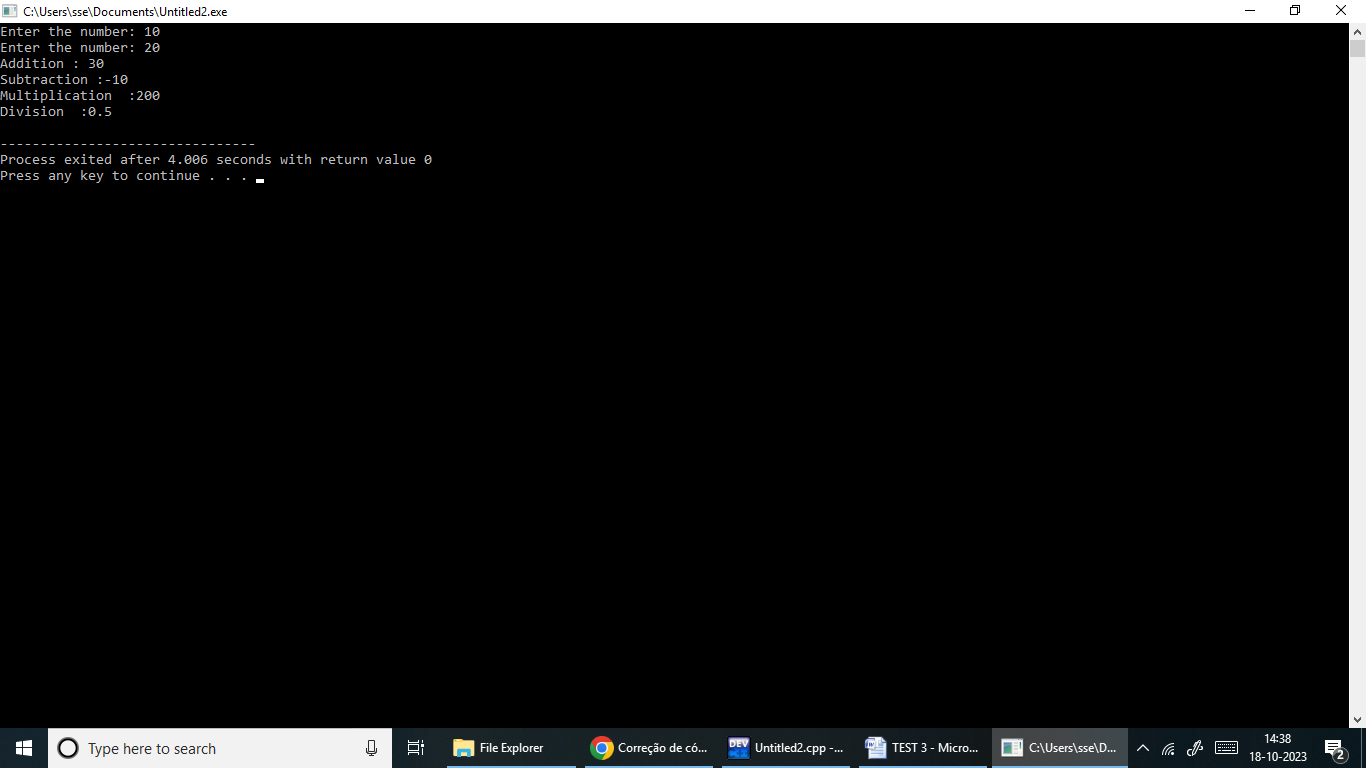 C:\Users\sse\Documents\Untitled2.exe
Enter the number: 10
Enter the number: 20
Addition : 30
Subtraction :-10
Multiplication  :200
Division  :0.5
--------------------------------
Process exited after 4.006 seconds with return value 0
Press any key to continue . . .
Type here to search
File Explorer
Correção de có...
DEV
Untitled2.cpp -...
TEST 3 - Micro...
C:\Users\sse\D...
14:38
18-10-2023
2